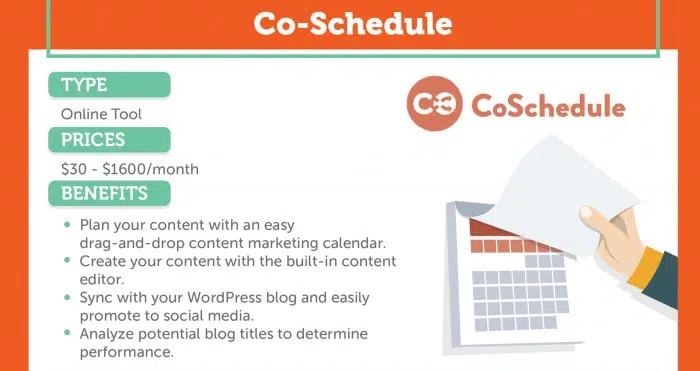 Co-Schedule
TYPE
Online Tool
PRICES
$30 - $1600/month
BENEFITS
CoSchedule
• Plan your content with an easy
drag-and-drop content marketing calendar.
• Create your content with the built-in content
editor.
• Sync with your WordPress blog and easily
promote to social media.
• Analyze potential blog titles to determine
performance.